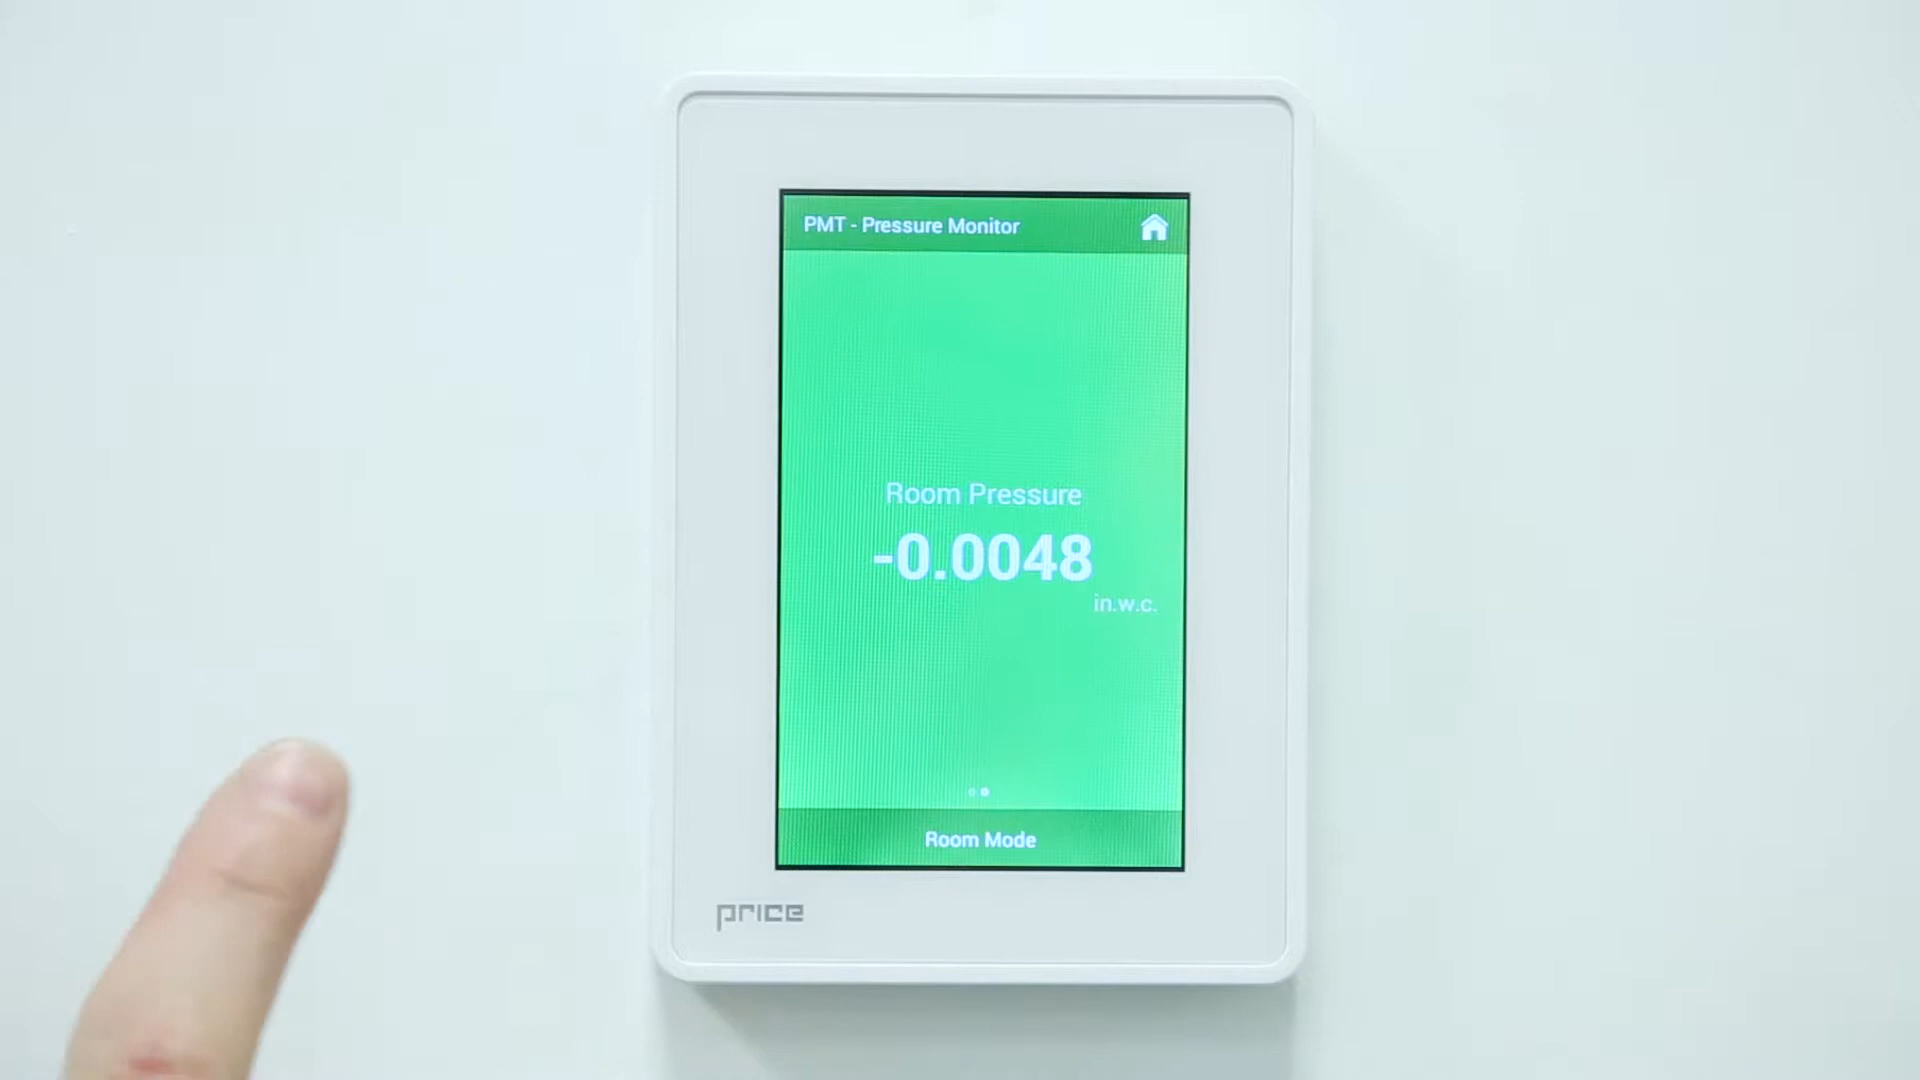 PMT - Pressure Monitor
Room Pressure
-0.0048
in.w.c.
Room Mode
price